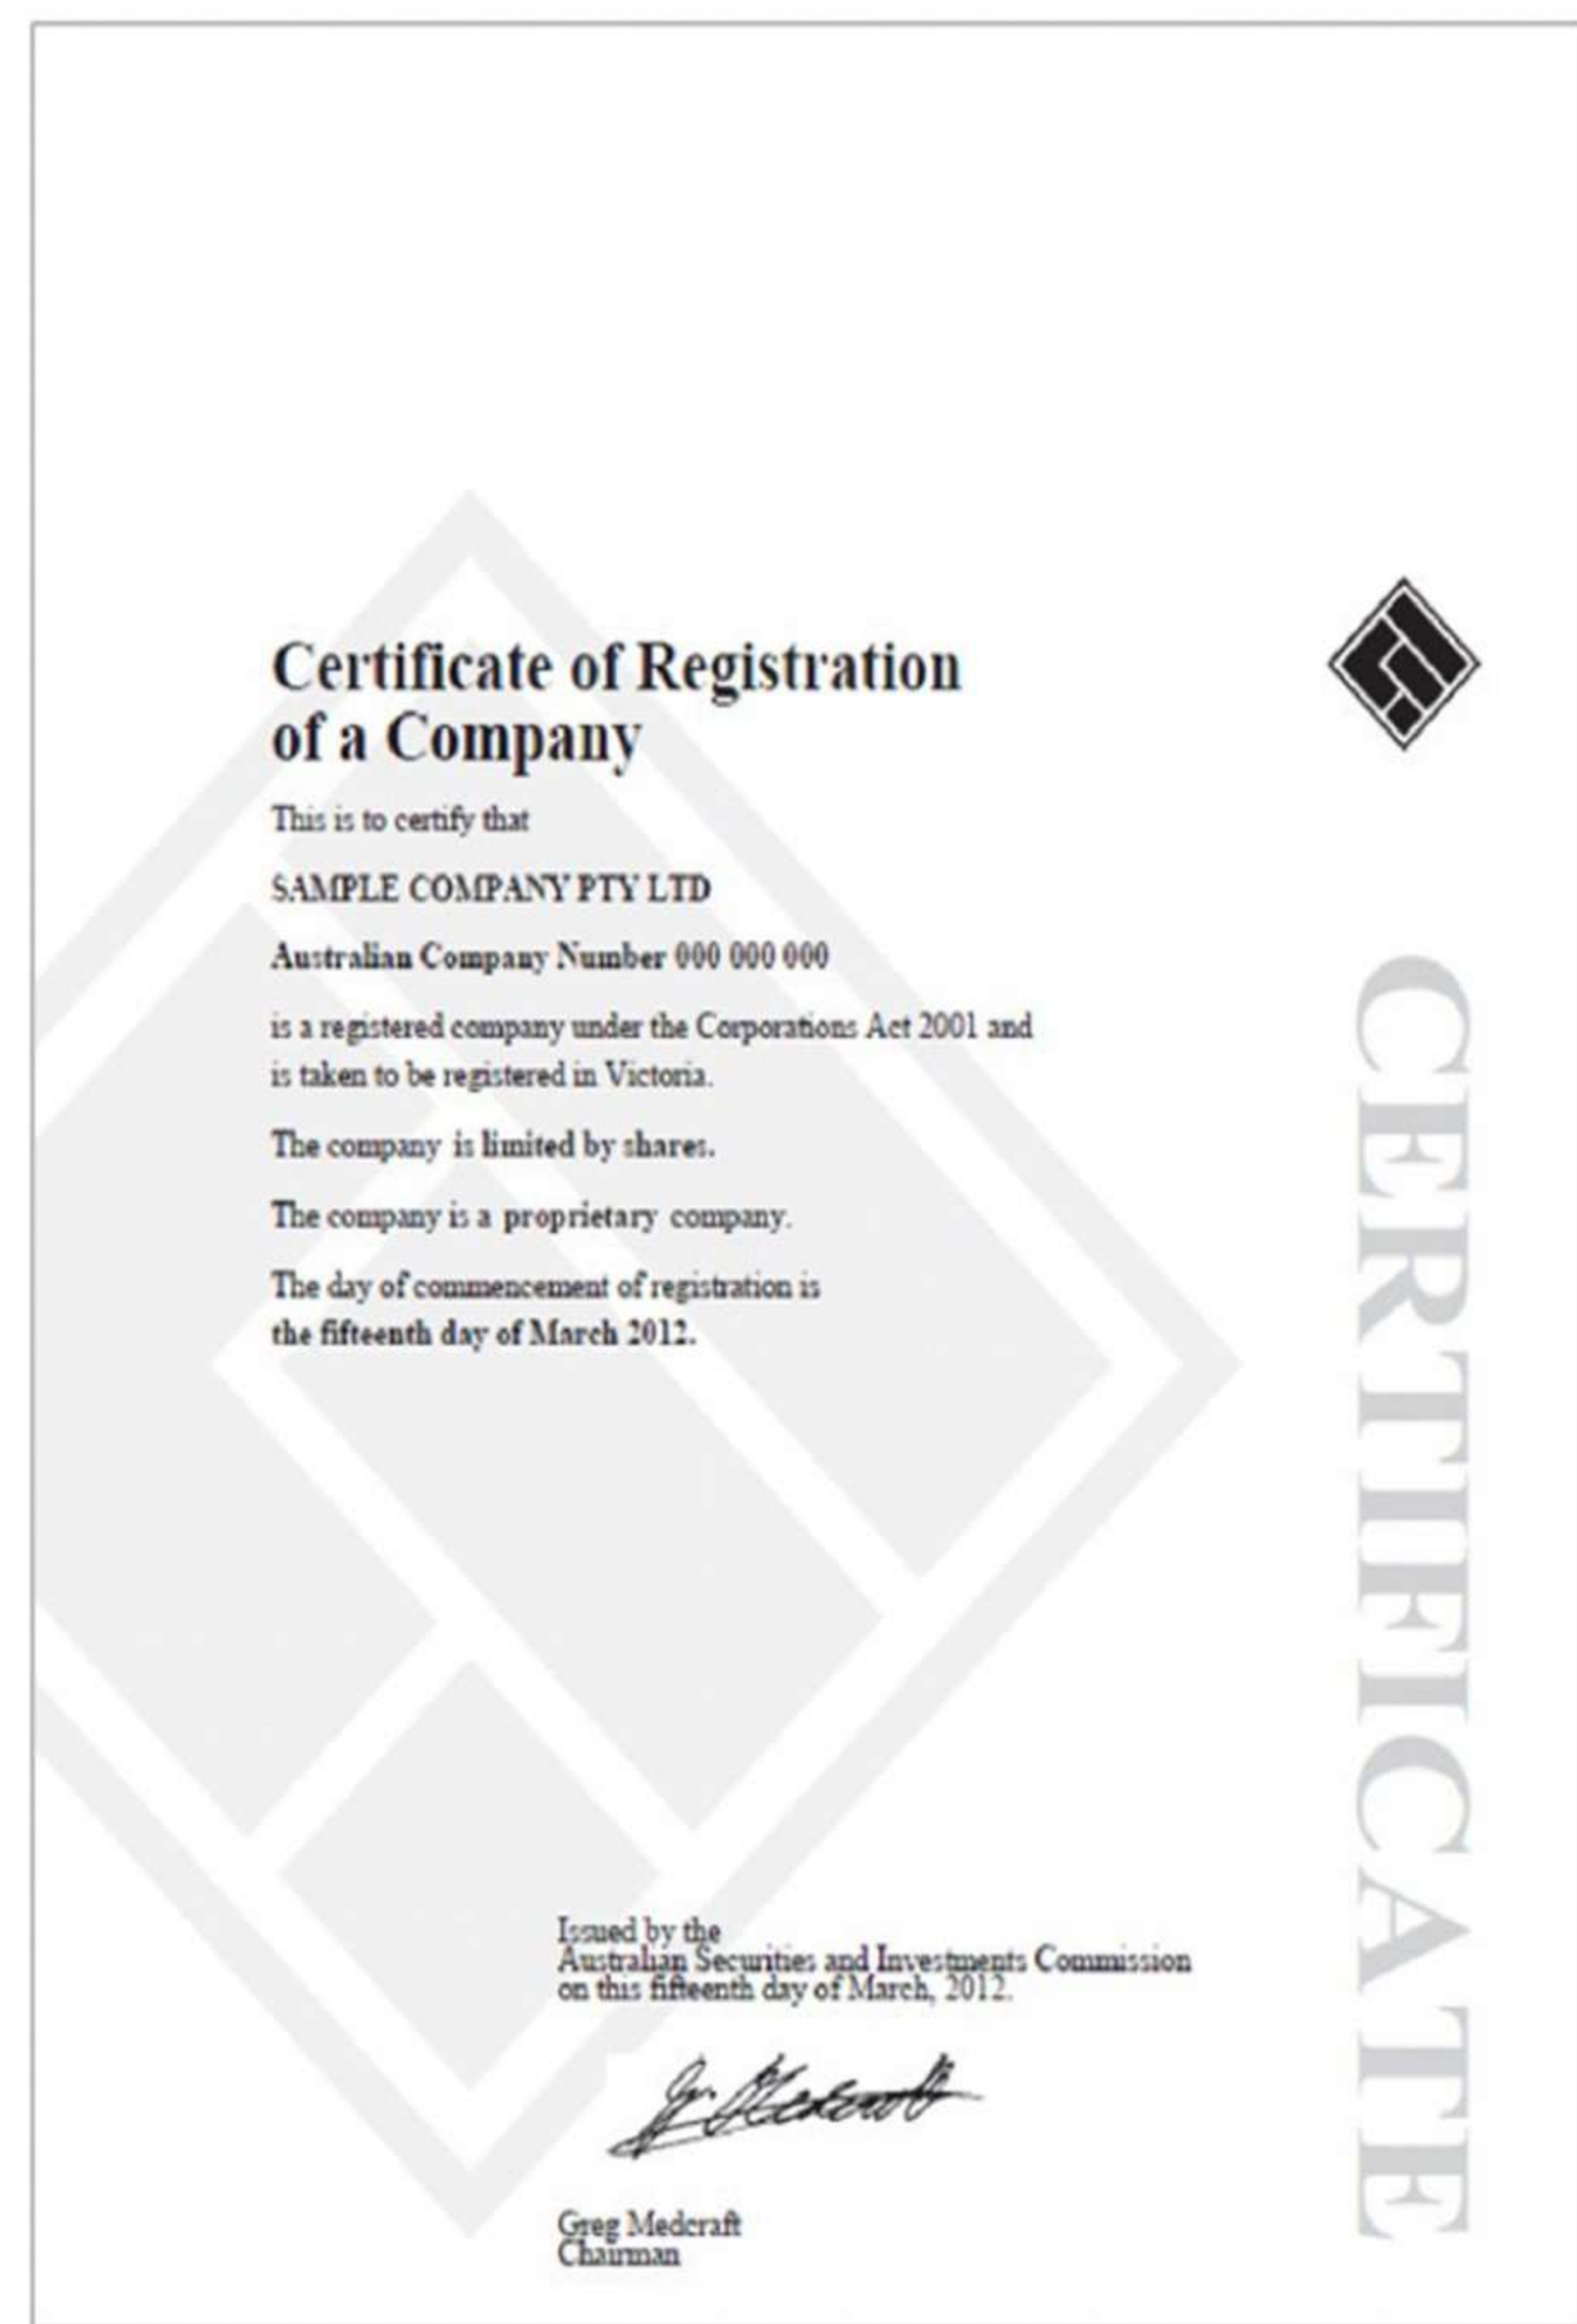 Certificate of Registration
of a Company
This is to certify that
SAMPLE COMPANY PTY LTD
Australian Company Number 000 000 000
is a registered company under the Corporations Act 2001 and
is taken to be registered in Victoria.
The company is limited by shares.
The company is a proprietary company.
The day of commencement of registration is
the fifteenth day of March 2012.
CERTIFICATE
Issued by the
Australian Securities and Investments Commission
on this fifteenth day of March, 2012.
G. Medcraft
Greg Medcraft
Chairman